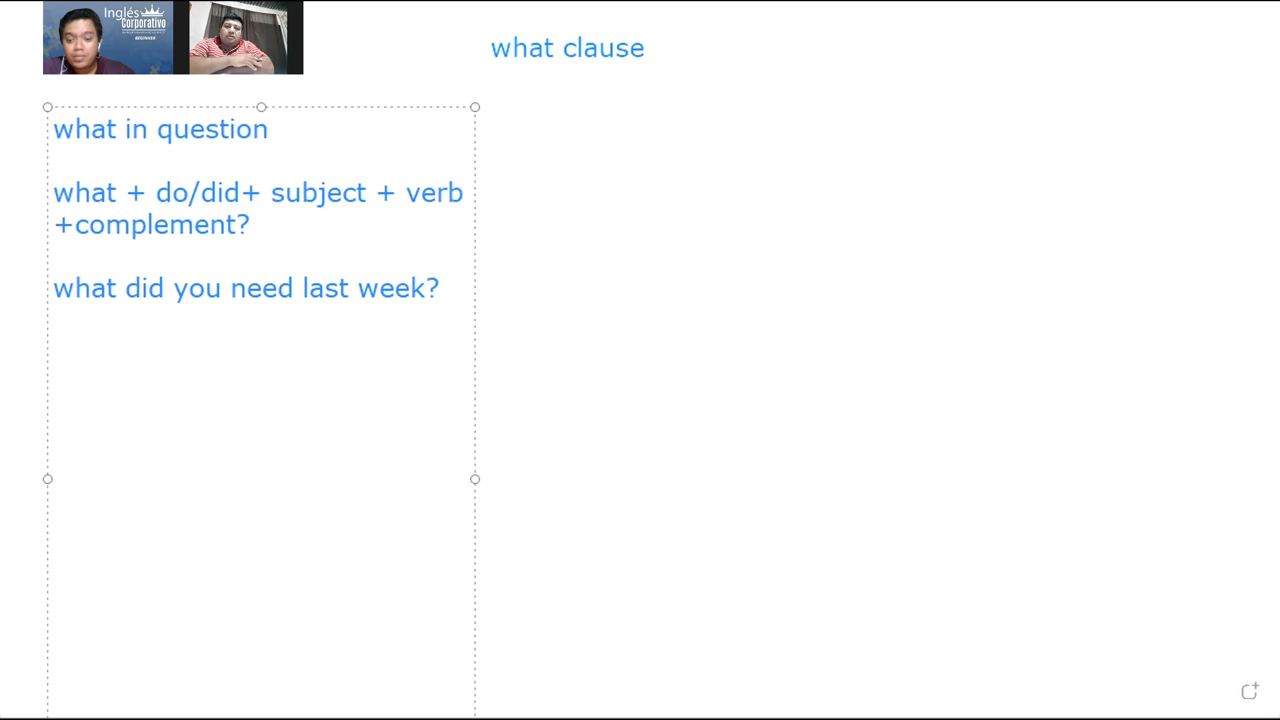 Inglés
Corporativo
BEGINNER
what clause
what in question
what + do/did+ subject + verb
+complement?
what did you need last week?